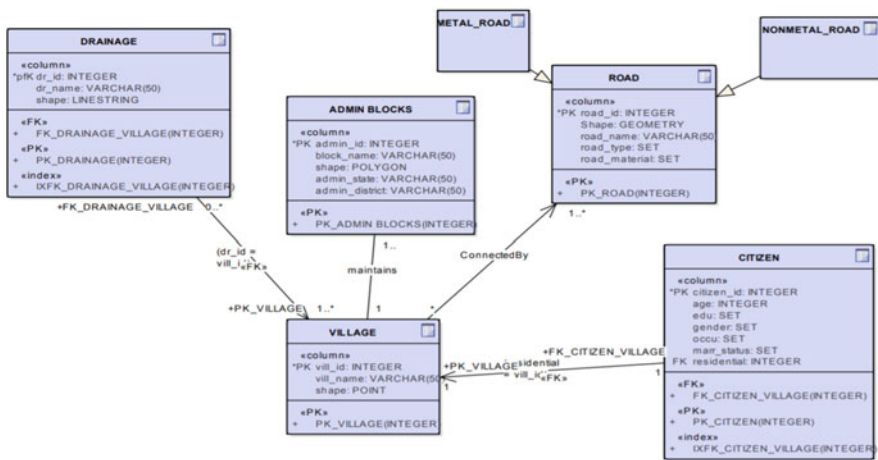 METAL_ROAD
NONMETAL_ROAD
DRAINAGE
«column»
*pfK dr_id: INTEGER
dr_name: VARCHAR(50)
shape: LINESTRING
«FK»
+ FK_DRAINAGE_VILLAGE(INTEGER)
«PK»
+ PK_DRAINAGE(INTEGER)
«index»
+ IXFK_DRAINAGE_VILLAGE(INTEGER)
ADMIN BLOCKS
«column»
*PK admin_id: INTEGER
block_name: VARCHAR(50)
shape: POLYGON
admin_state: VARCHAR(50)
admin_district: VARCHAR(50)
«PK»
+ PK_ADMIN BLOCKS(INTEGER)
ROAD
«column»
*PK road_id: INTEGER
Shape: GEOMETRY
road_name: VARCHAR(50)
road_type: SET
road_material: SET
«PK»
+ PK_ROAD(INTEGER)
+FK_DRAINAGE_VILLAGE 0..*
(dr_id =
vill_id)
«FK»
+PK_VILLAGE 1..*
1..
maintains
1
1..*
ConnectedBy
*
VILLAGE
«column»
*PK vill_id: INTEGER
vill_name: VARCHAR(50)
shape: POINT
«PK»
+ PK_VILLAGE(INTEGER)
+FK_CITIZEN_VILLAGE
+PK_VILLAGE
= vill_id
«FK»
1
1
CITIZEN
«column»
*PK citizen_id: INTEGER
age: INTEGER
edu: SET
gender: SET
occu: SET
marr_status: SET
FK residential: INTEGER
«FK»
+ FK_CITIZEN_VILLAGE(INTEGER)
«PK»
+ PK_CITIZEN(INTEGER)
«index»
+ IXFK_CITIZEN_VILLAGE(INTEGER)